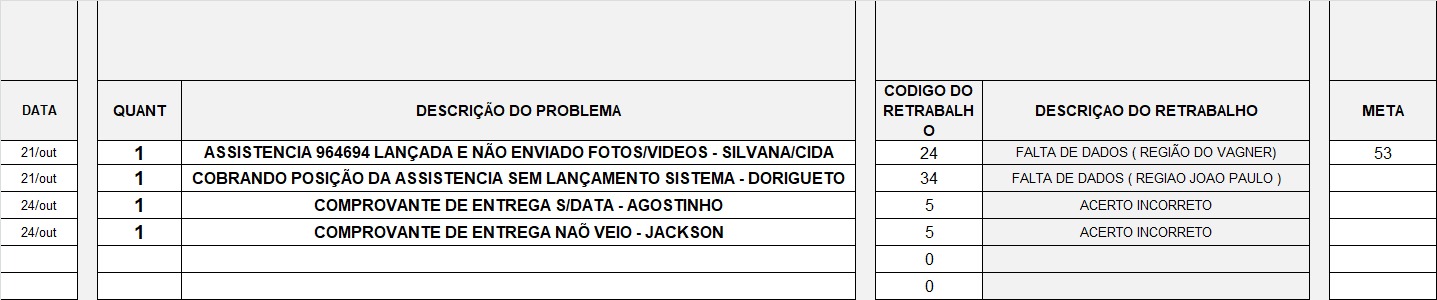 DATA QUANT DESCRIÇÃO DO PROBLEMA CODIGO DO RETRABALHO DESCRIÇAO DO RETRABALHO META
21/out 1 ASSISTENCIA 964694 LANÇADA E NÃO ENVIADO FOTOS/VIDEOS - SILVANA/CIDA 24 FALTA DE DADOS ( REGIÃO DO VAGNER) 53
21/out 1 COBRANDO POSIÇÃO DA ASSISTENCIA SEM LANÇAMENTO SISTEMA - DORIGUETO 34 FALTA DE DADOS ( REGIAO JOAO PAULO )
24/out 1 COMPROVANTE DE ENTREGA S/DATA - AGOSTINHO 5 ACERTO INCORRETO
24/out 1 COMPROVANTE DE ENTREGA NAÕ VEIO - JACKSON 5 ACERTO INCORRETO
0
0